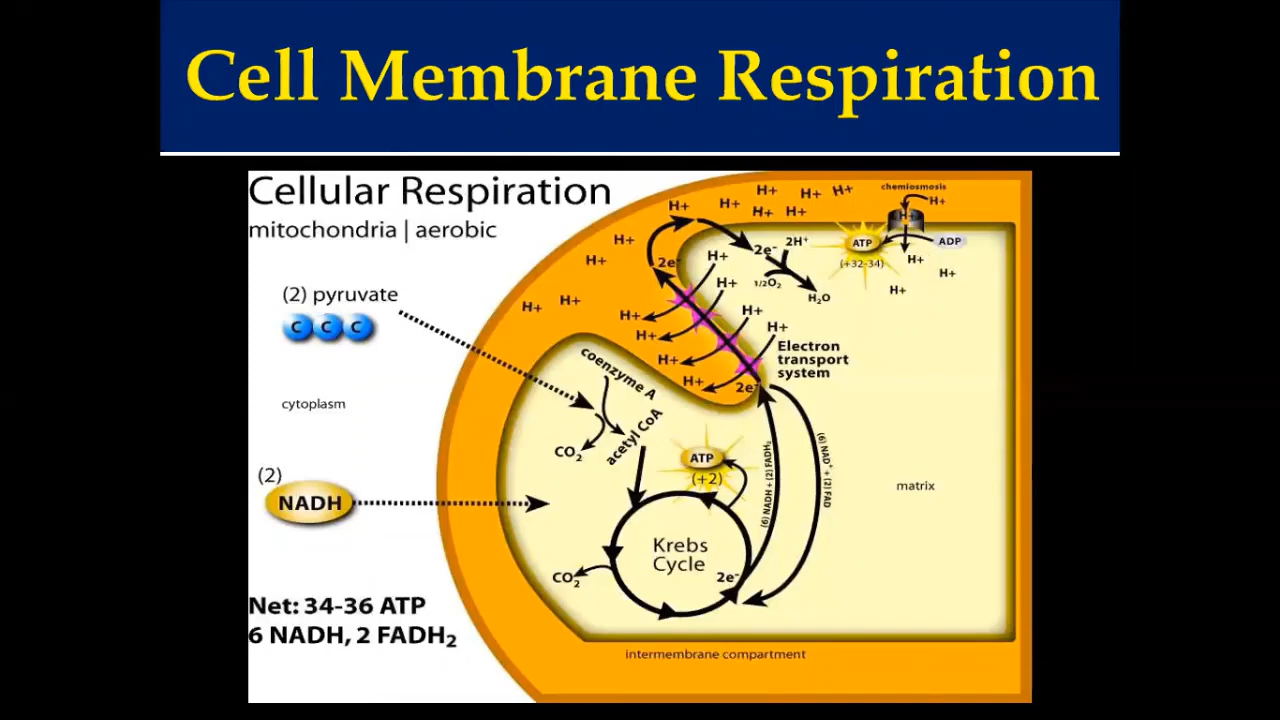 Cell Membrane Respiration
Cellular Respiration
mitochondria | aerobic
(2) pyruvate
C C C
cytoplasm
(2)
NADH
Net: 34-36 ATP
6 NADH, 2 FADH₂
H+ H+ H+ H+ H+ H+ H+
H+
H+
H+ H+
chemiosmosis
H+
H+
ATP
ADP
(+32-34)
H+
H+
H+
2e⁻
2e⁻
2H⁺
1/2O₂
H₂O
H+
H+
H+
H+
H+
H+
H+
H+
2e⁻
Electron
transport
system
coenzyme A
CO₂
acetyl CoA
ATP
(+2)
(6) NADH + (2) FADH₂
(6) NAD⁺ + (2) FAD
matrix
Krebs
Cycle
2e⁻
CO₂
intermembrane compartment